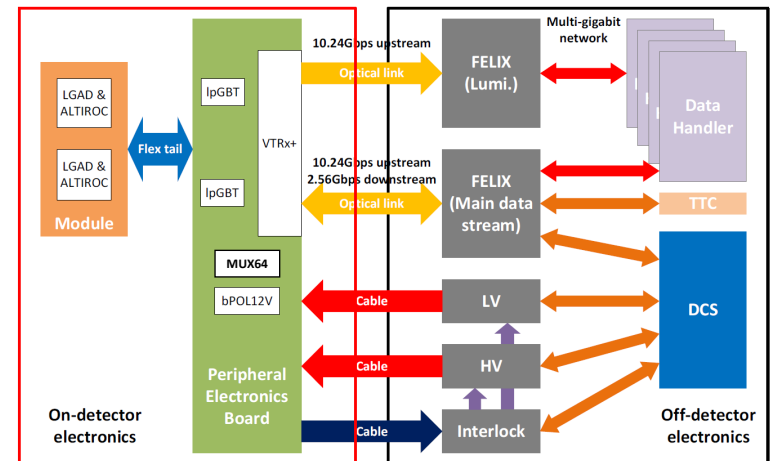 10.24Gbps upstream
Multi-gigabit
network
LGAD &
ALTIROC
lpGBT
VTRx+
Optical link
FELIX
(Lumi.)
Data
Handler
Flex tail
LGAD &
ALTIROC
Module
lpGBT
10.24Gbps upstream
2.56Gbps downstream
Optical link
FELIX
(Main data
stream)
TTC
MUX64
bPOL12V
Cable
LV
DCS
Cable
HV
Peripheral
Electronics
Board
Cable
Interlock
On-detector
electronics
Off-detector
electronics